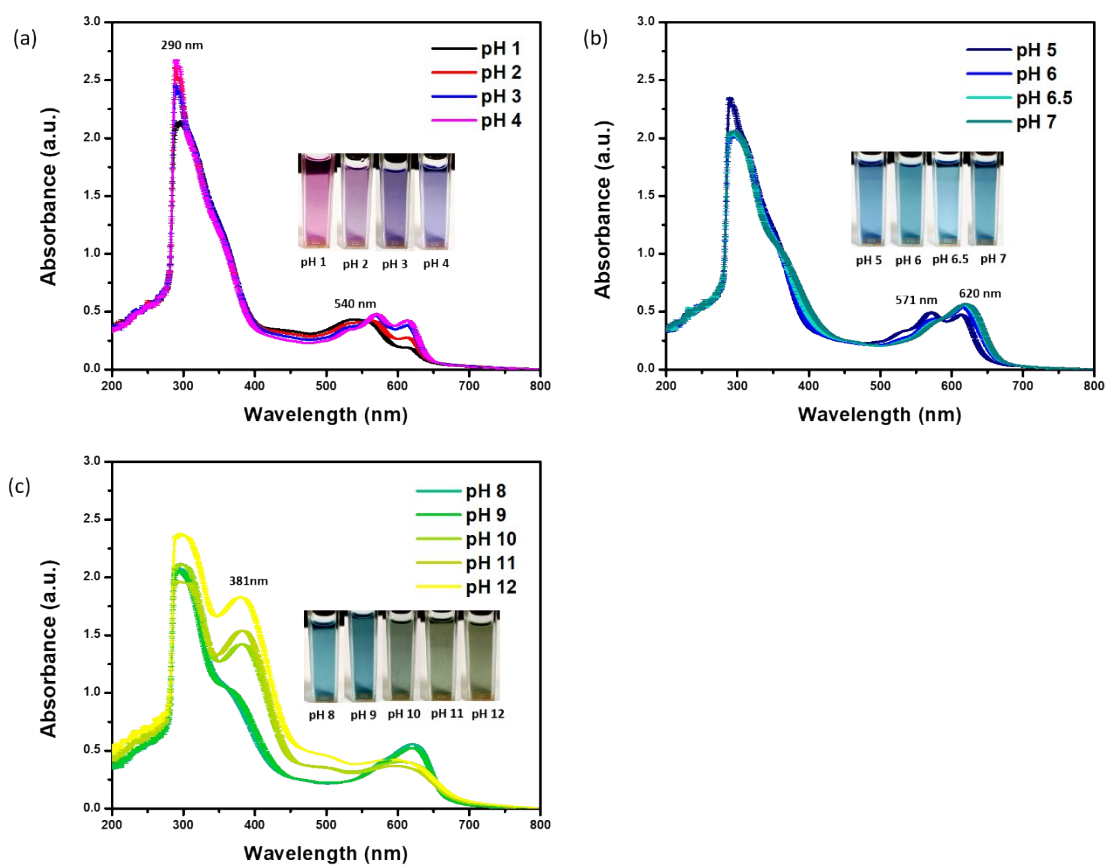 (a)
3.0
2.5
2.0
1.5
1.0
0.5
0.0
Absorbance (a.u.)
290 nm
pH 1
pH 2
pH 3
pH 4
pH 1 pH 2 pH 3 pH 4
540 nm
200 300 400 500 600 700 800
Wavelength (nm)
(b)
3.0
2.5
2.0
1.5
1.0
0.5
0.0
Absorbance (a.u.)
pH 5
pH 6
pH 6.5
pH 7
pH 5 pH 6 pH 6.5 pH 7
571 nm 620 nm
200 300 400 500 600 700 800
Wavelength (nm)
(c)
3.0
2.5
2.0
1.5
1.0
0.5
0.0
Absorbance (a.u.)
pH 8
pH 9
pH 10
pH 11
pH 12
381nm
pH 8 pH 9 pH 10 pH 11 pH 12
200 300 400 500 600 700 800
Wavelength (nm)